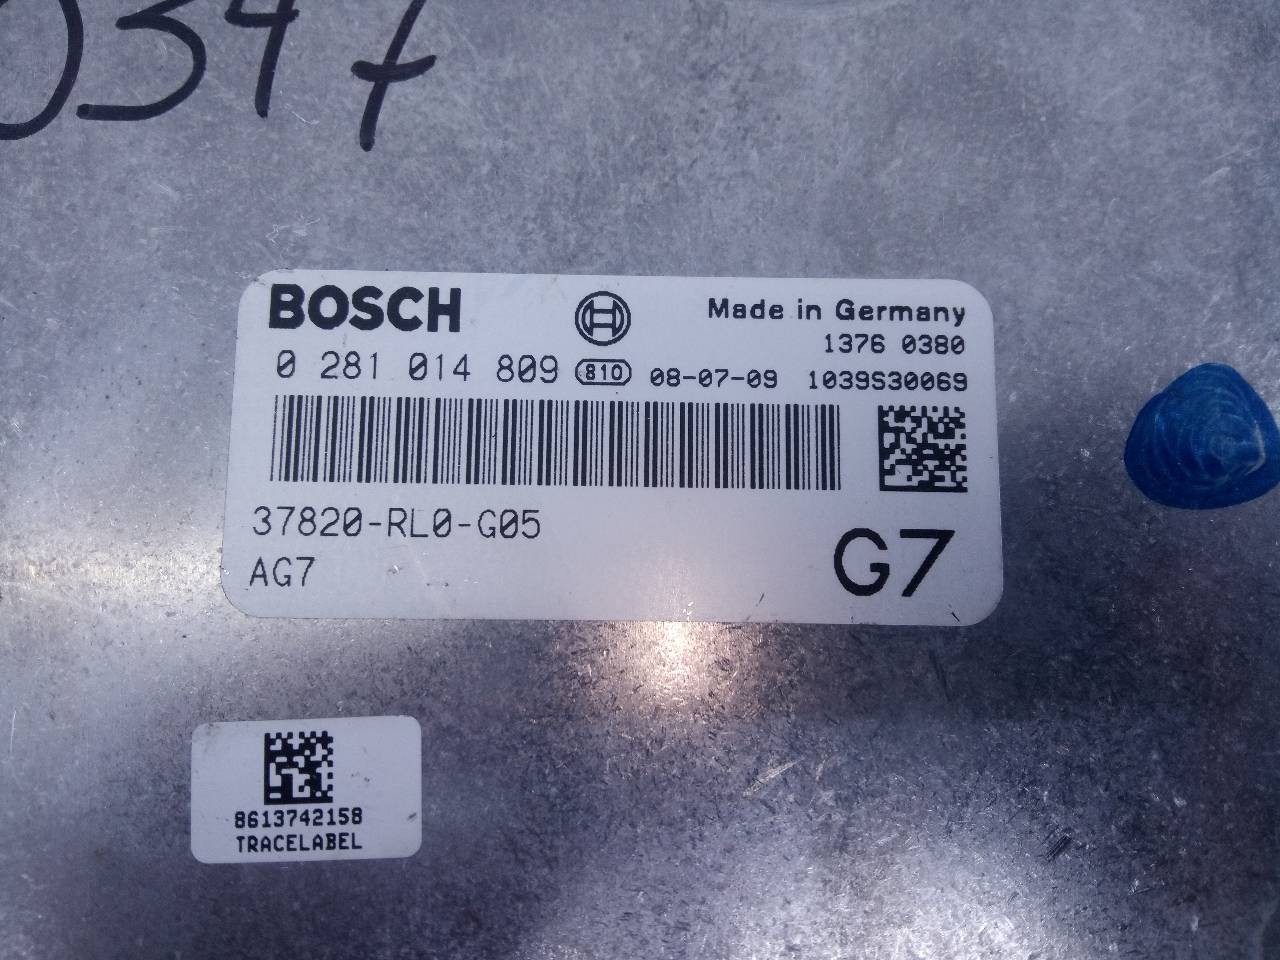 0347
BOSCH
Made in Germany
1376 0380
0 281 014 809 810 08-07-09 1039S30069
37820-RL0-G05
AG7
G7
8613742158
TRACELABEL